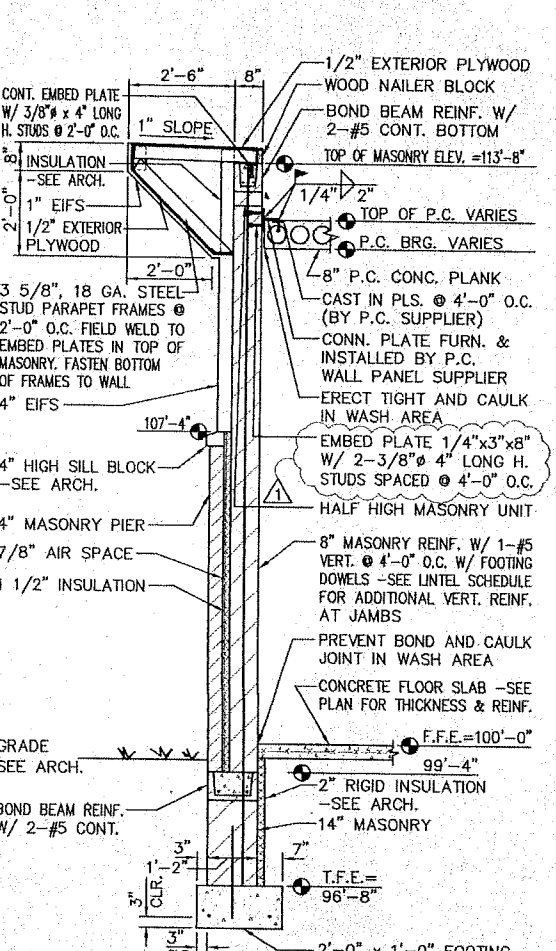 2'-6"
8"
1/2" EXTERIOR PLYWOOD
WOOD NAILER BLOCK
BOND BEAM REINF. W/
2-#5 CONT. BOTTOM
TOP OF MASONRY ELEV. =113'-8"
1/4"
2"
TOP OF P.C. VARIES
P.C. BRG. VARIES
8" P.C. CONC. PLANK
CAST IN PLS. @ 4'-0" O.C.
(BY P.C. SUPPLIER)
CONN. PLATE FURN. &
INSTALLED BY P.C.
WALL PANEL SUPPLIER
ERECT TIGHT AND CAULK
IN WASH AREA
EMBED PLATE 1/4"x3"x8"
W/ 2-3/8"ø 4" LONG H.
STUDS SPACED @ 4'-0" O.C.
1
HALF HIGH MASONRY UNIT
8" MASONRY REINF. W/ 1-#5
VERT. @ 4'-0" O.C. W/ FOOTING
DOWELS -SEE LINTEL SCHEDULE
FOR ADDITIONAL VERT. REINF.
AT JAMBS
PREVENT BOND AND CAULK
JOINT IN WASH AREA
CONCRETE FLOOR SLAB -SEE
PLAN FOR THICKNESS & REINF.
F.F.E.=100'-0"
99'-4"
2" RIGID INSULATION
-SEE ARCH.
14" MASONRY
T.F.E.=
96'-8"
2'-0" x 1'-0" FOOTING
CONT. EMBED PLATE
W/ 3/8"ø x 4" LONG
H. STUDS @ 2'-0" O.C.
1" SLOPE
8"
INSULATION
-SEE ARCH.
2'-0"
1" EIFS
1/2" EXTERIOR
PLYWOOD
2'-0"
3 5/8", 18 GA. STEEL
STUD PARAPET FRAMES @
2'-0" O.C. FIELD WELD TO
EMBED PLATES IN TOP OF
MASONRY. FASTEN BOTTOM
OF FRAMES TO WALL
4" EIFS
107'-4"
4" HIGH SILL BLOCK
-SEE ARCH.
4" MASONRY PIER
7/8" AIR SPACE
1/2" INSULATION
GRADE
SEE ARCH.
BOND BEAM REINF.
W/ 2-#5 CONT.
3"
7"
1'-2"
3"
CLR.
3"